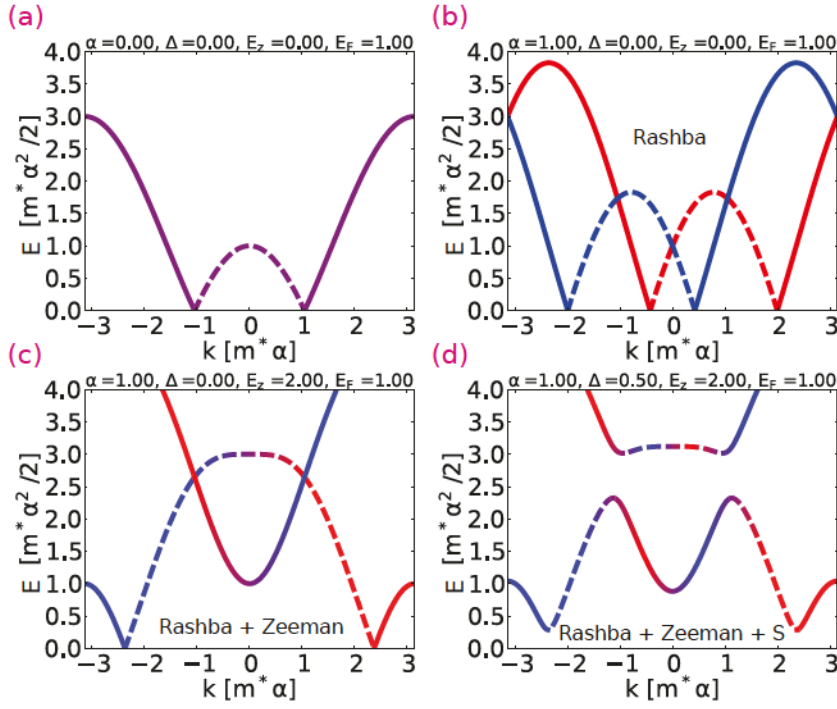 (a)
α=0.00, Δ=0.00, E_z=0.00, E_F=1.00
4.0
3.5
3.0
2.5
2.0
1.5
1.0
0.5
0.0
E [m*α²/2]
−3 −2 −1 0 1 2 3
k [m*α]
(b)
α=1.00, Δ=0.00, E_z=0.00, E_F=1.00
4.0
3.5
3.0
2.5
2.0
1.5
1.0
0.5
0.0
E [m*α²/2]
Rashba
−3 −2 −1 0 1 2 3
k [m*α]
(c)
α=1.00, Δ=0.00, E_z=2.00, E_F=1.00
4.0
3.5
3.0
2.5
2.0
1.5
1.0
0.5
0.0
E [m*α²/2]
Rashba + Zeeman
−3 −2 −1 0 1 2 3
k [m*α]
(d)
α=1.00, Δ=0.50, E_z=2.00, E_F=1.00
4.0
3.5
3.0
2.5
2.0
1.5
1.0
0.5
0.0
E [m*α²/2]
Rashba + Zeeman + S
−3 −2 −1 0 1 2 3
k [m*α]